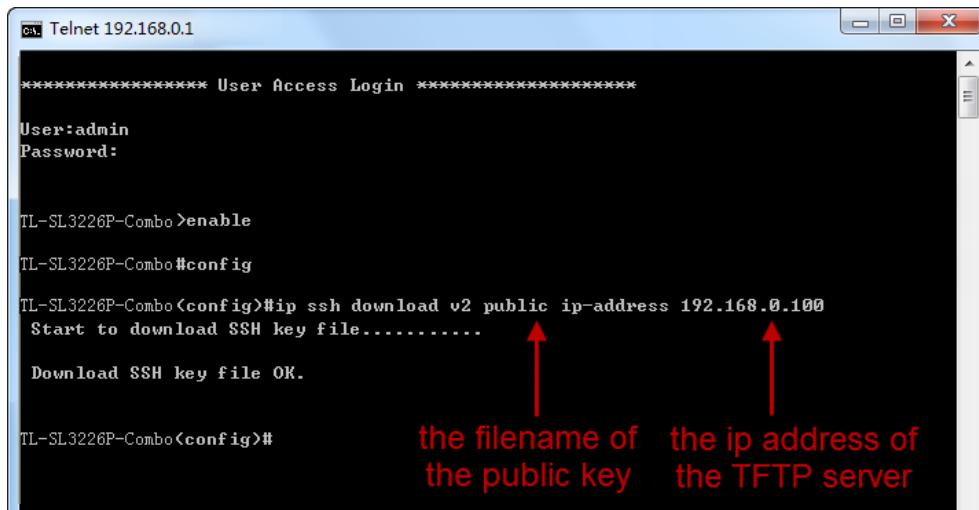 Telnet 192.168.0.1
***************** User Access Login ********************
User:admin
Password:
TL-SL3226P-Combo>enable
TL-SL3226P-Combo#config
TL-SL3226P-Combo(config)#ip ssh download v2 public ip-address 192.168.0.100
Start to download SSH key file...........
Download SSH key file OK.
TL-SL3226P-Combo(config)#
the filename of
the public key
the ip address of
the TFTP server